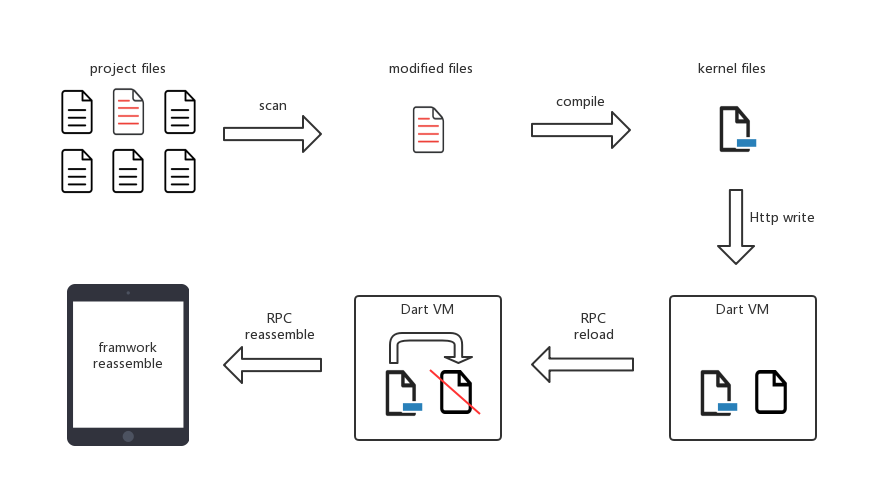 project files
scan
modified files
compile
kernel files
Http write
Dart VM
RPC
reload
Dart VM
RPC
reassemble
framwork
reassemble